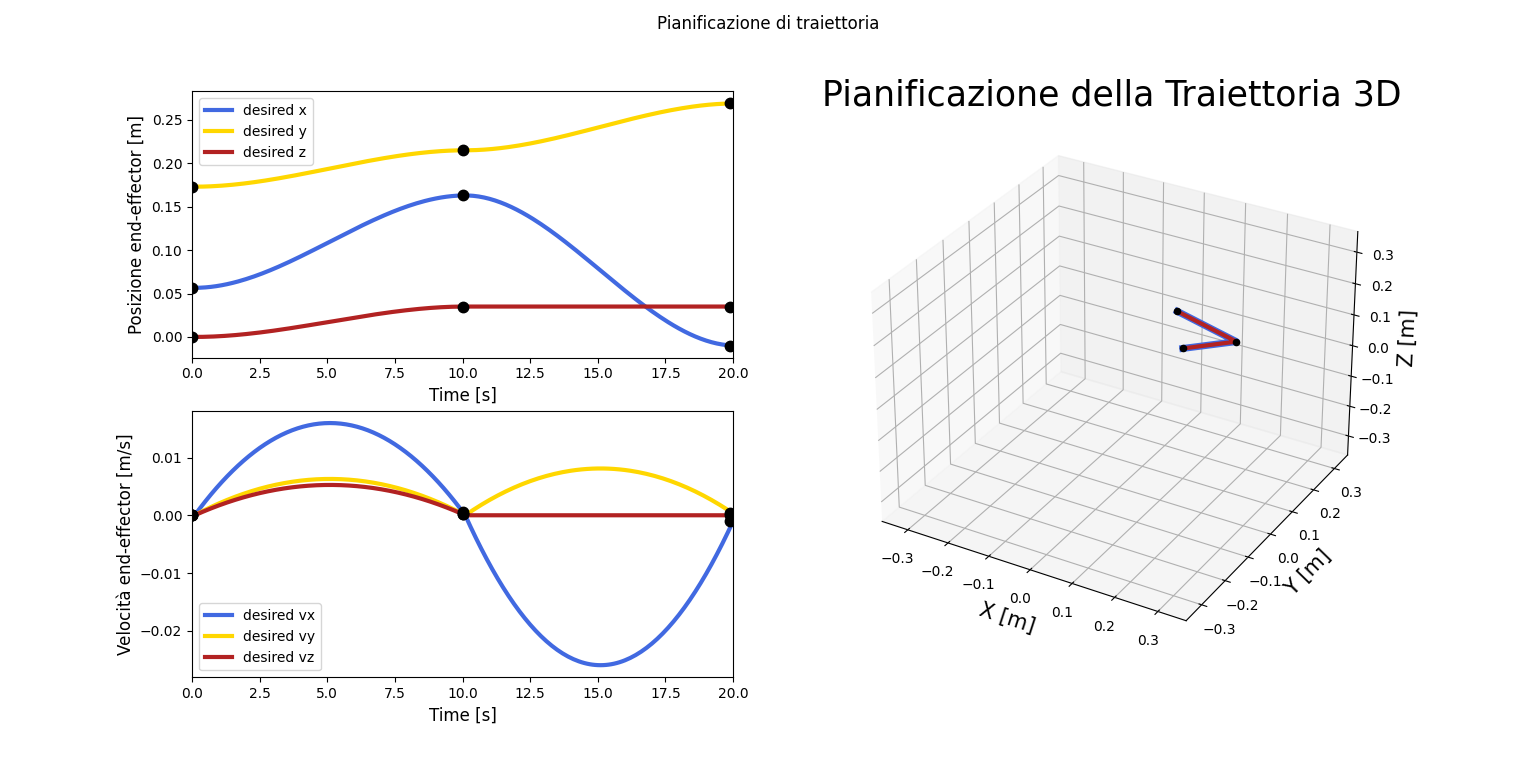 Pianificazione di traiettoria
Posizione end-effector [m]
0.25
0.20
0.15
0.10
0.05
0.00
desired x
desired y
desired z
0.0 2.5 5.0 7.5 10.0 12.5 15.0 17.5 20.0
Time [s]
Velocità end-effector [m/s]
0.01
0.00
−0.01
−0.02
desired vx
desired vy
desired vz
0.0 2.5 5.0 7.5 10.0 12.5 15.0 17.5 20.0
Time [s]
Pianificazione della Traiettoria 3D
0.3
0.2
0.1
0.0
−0.1
−0.2
−0.3
Z [m]
0.3
0.2
0.1
0.0
−0.1
−0.2
−0.3
Y [m]
−0.3
−0.2
−0.1
0.0
0.1
0.2
0.3
X [m]